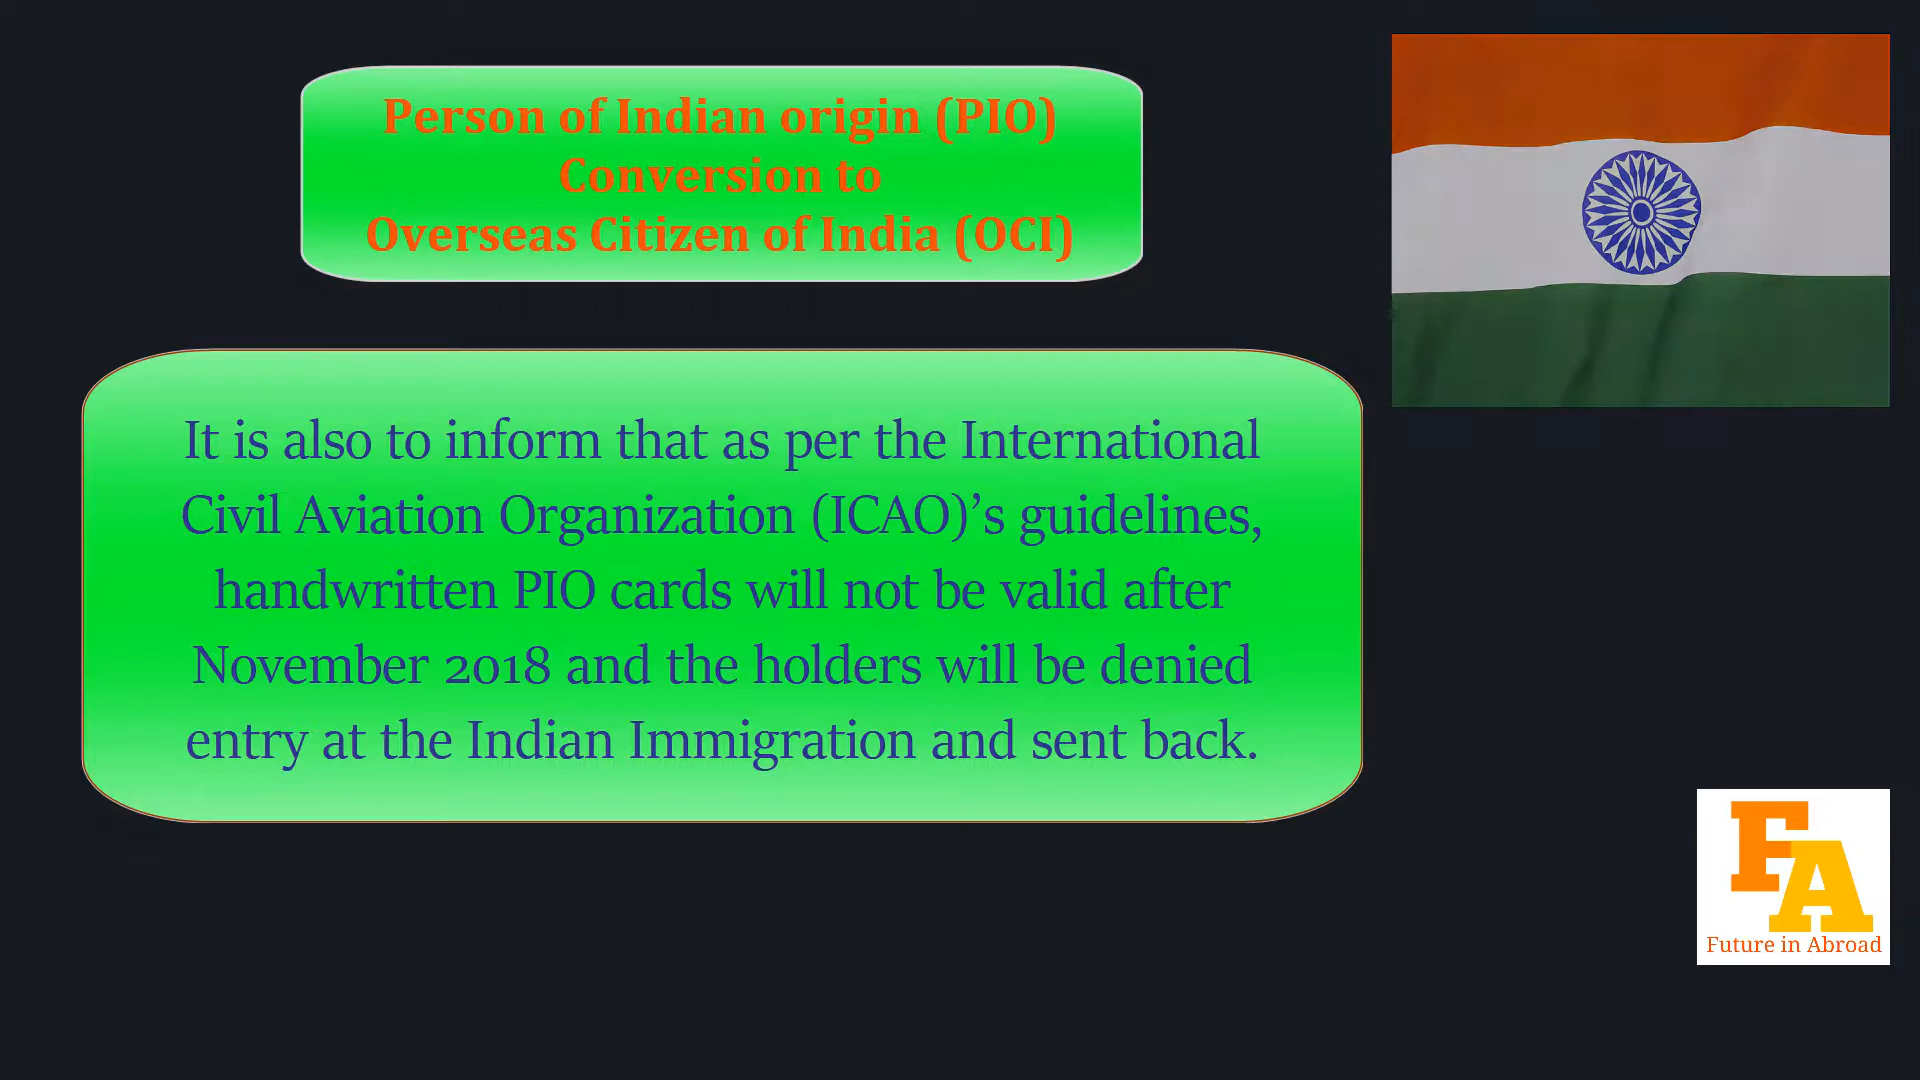 Person of Indian origin (PIO)
Conversion to
Overseas Citizen of India (OCI)
It is also to inform that as per the International
Civil Aviation Organization (ICAO)’s guidelines,
handwritten PIO cards will not be valid after
November 2018 and the holders will be denied
entry at the Indian Immigration and sent back.
FA
Future in Abroad